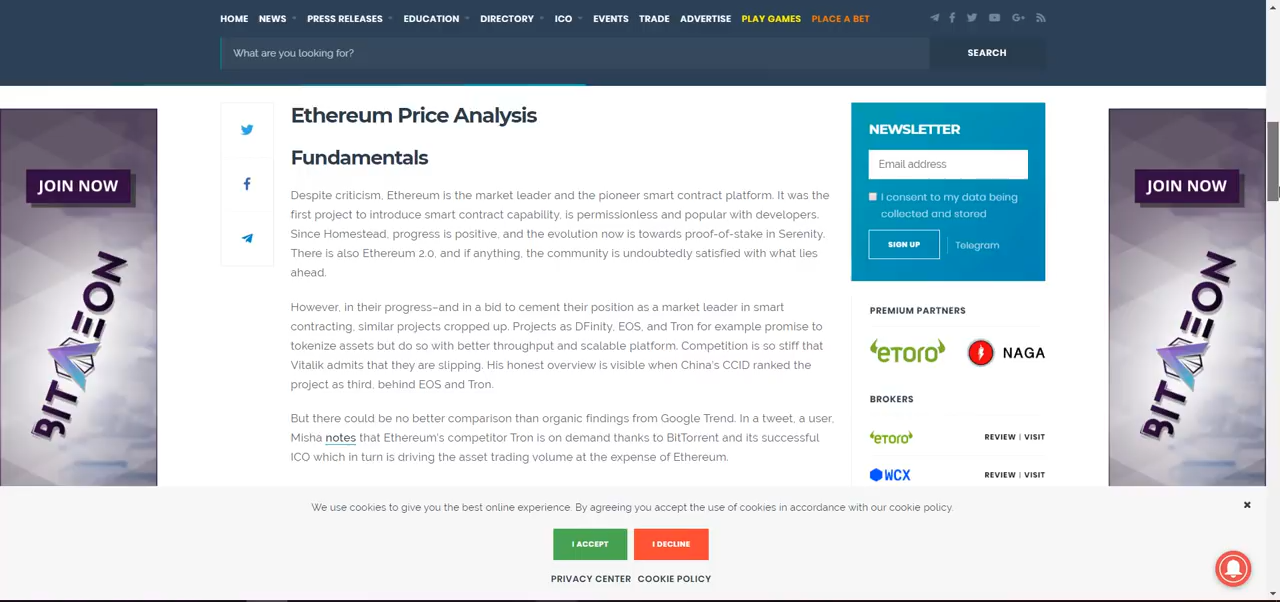 HOME NEWS PRESS RELEASES EDUCATION DIRECTORY ICO EVENTS TRADE ADVERTISE PLAY GAMES PLACE A BET
What are you looking for? SEARCH
JOIN NOW
BITAEON
Ethereum Price Analysis
Fundamentals
Despite criticism, Ethereum is the market leader and the pioneer smart contract platform. It was the
first project to introduce smart contract capability, is permissionless and popular with developers.
Since Homestead, progress is positive, and the evolution now is towards proof-of-stake in Serenity.
There is also Ethereum 2.0, and if anything, the community is undoubtedly satisfied with what lies
ahead.
However, in their progress–and in a bid to cement their position as a market leader in smart
contracting, similar projects cropped up. Projects as DFinity, EOS, and Tron for example promise to
tokenize assets but do so with better throughput and scalable platform. Competition is so stiff that
Vitalik admits that they are slipping. His honest overview is visible when China's CCID ranked the
project as third, behind EOS and Tron.
But there could be no better comparison than organic findings from Google Trend. In a tweet, a user,
Misha notes that Ethereum's competitor Tron is on demand thanks to BitTorrent and its successful
ICO which in turn is driving the asset trading volume at the expense of Ethereum.
NEWSLETTER
Email address
I consent to my data being
collected and stored
SIGN UP Telegram
PREMIUM PARTNERS
etoro NAGA
BROKERS
etoro REVIEW | VISIT
WCX REVIEW | VISIT
JOIN NOW
BITAEON
We use cookies to give you the best online experience. By agreeing you accept the use of cookies in accordance with our cookie policy.
I ACCEPT I DECLINE
PRIVACY CENTER COOKIE POLICY